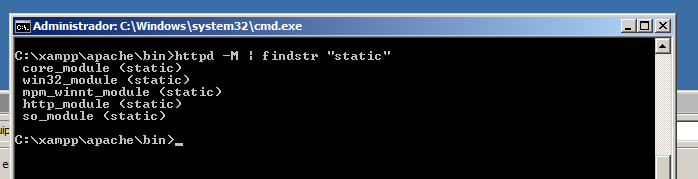 Administrador: C:\Windows\system32\cmd.exe
C:\xampp\apache\bin>httpd -M | findstr "static"
core_module (static)
win32_module (static)
mpm_winnt_module (static)
http_module (static)
so_module (static)
C:\xampp\apache\bin>_